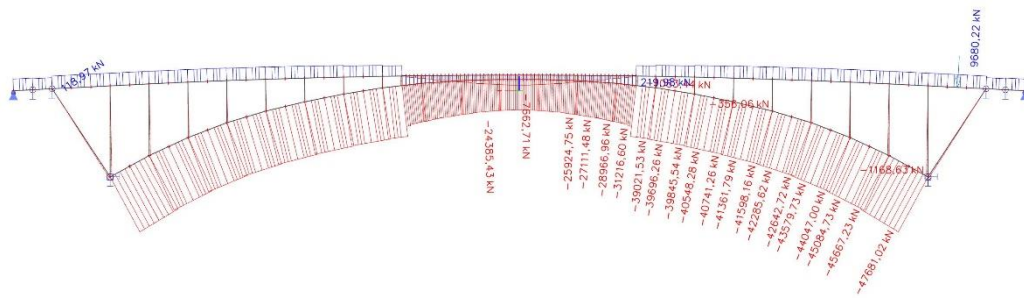 118,97 kN
9680,22 kN
219,98 kN
-358,06 kN
-1168,63 kN
-7662,71 kN
-24385,43 kN
-25924,75 kN
-27111,48 kN
-28966,96 kN
-31216,60 kN
-39021,53 kN
-39696,26 kN
-39845,54 kN
-40548,28 kN
-40741,26 kN
-41361,79 kN
-41598,16 kN
-42285,62 kN
-42642,72 kN
-43579,73 kN
-44047,00 kN
-45084,73 kN
-45667,23 kN
-47681,02 kN